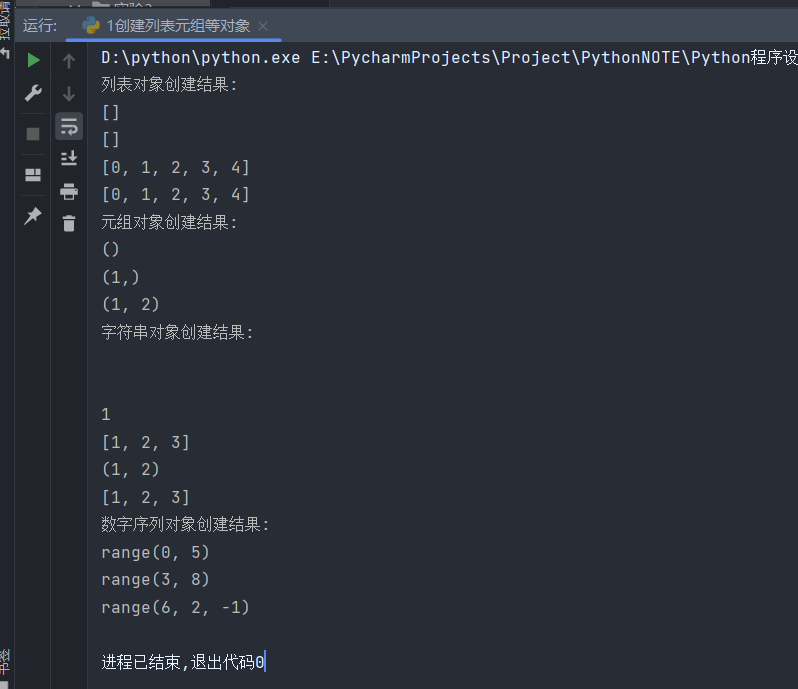 运行:
1创建列表元组等对象
D:\python\python.exe E:\PycharmProjects\Project\PythonNOTE\Python程序设
列表对象创建结果:
[]
[]
[0, 1, 2, 3, 4]
[0, 1, 2, 3, 4]
元组对象创建结果:
()
(1,)
(1, 2)
字符串对象创建结果:
1
[1, 2, 3]
(1, 2)
[1, 2, 3]
数字序列对象创建结果:
range(0, 5)
range(3, 8)
range(6, 2, -1)
进程已结束,退出代码0